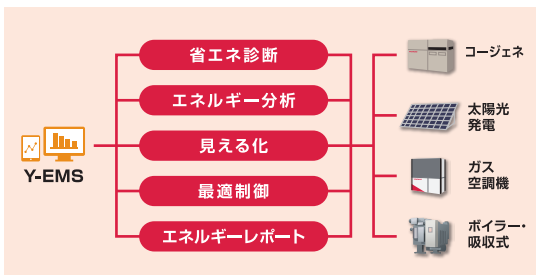 Y-EMS
省エネ診断
エネルギー分析
見える化
最適制御
エネルギーレポート
コージェネ
太陽光
発電
ガス
空調機
ボイラー・
吸収式